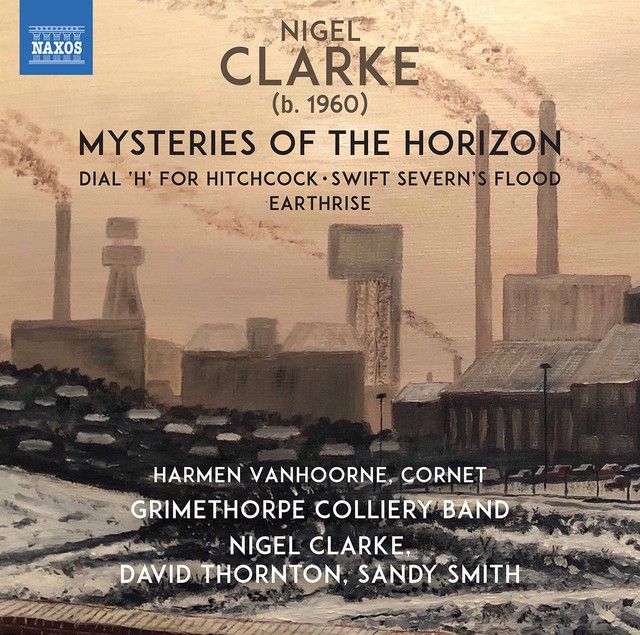 NAXOS
NIGEL
CLARKE
(b. 1960)
MYSTERIES OF THE HORIZON
DIAL 'H' FOR HITCHCOCK • SWIFT SEVERN'S FLOOD
EARTHRISE
HARMEN VANHOORNE, CORNET
GRIMETHORPE COLLIERY BAND
NIGEL CLARKE,
DAVID THORNTON, SANDY SMITH